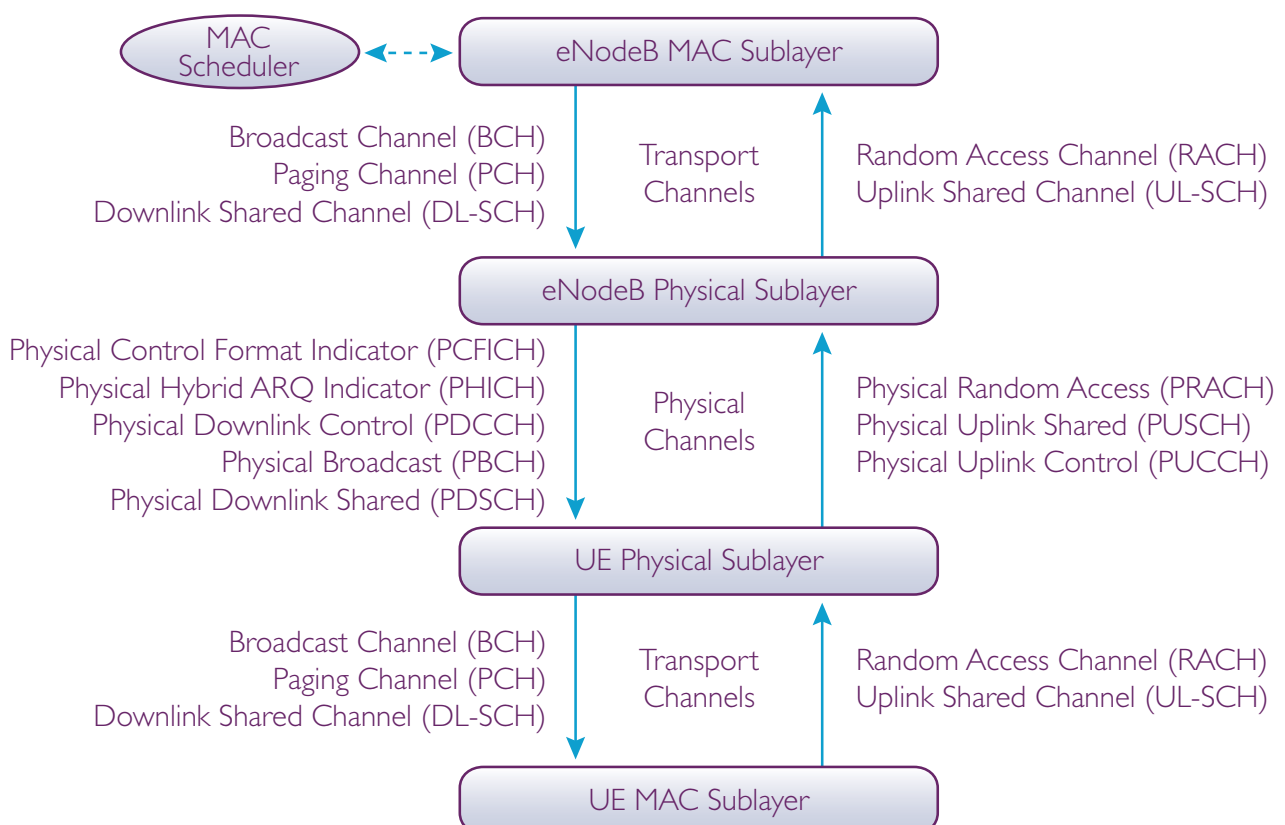 MAC
Scheduler
eNodeB MAC Sublayer
Broadcast Channel (BCH)
Paging Channel (PCH)
Downlink Shared Channel (DL-SCH)
Transport
Channels
Random Access Channel (RACH)
Uplink Shared Channel (UL-SCH)
eNodeB Physical Sublayer
Physical Control Format Indicator (PCFICH)
Physical Hybrid ARQ Indicator (PHICH)
Physical Downlink Control (PDCCH)
Physical Broadcast (PBCH)
Physical Downlink Shared (PDSCH)
Physical
Channels
Physical Random Access (PRACH)
Physical Uplink Shared (PUSCH)
Physical Uplink Control (PUCCH)
UE Physical Sublayer
Broadcast Channel (BCH)
Paging Channel (PCH)
Downlink Shared Channel (DL-SCH)
Transport
Channels
Random Access Channel (RACH)
Uplink Shared Channel (UL-SCH)
UE MAC Sublayer